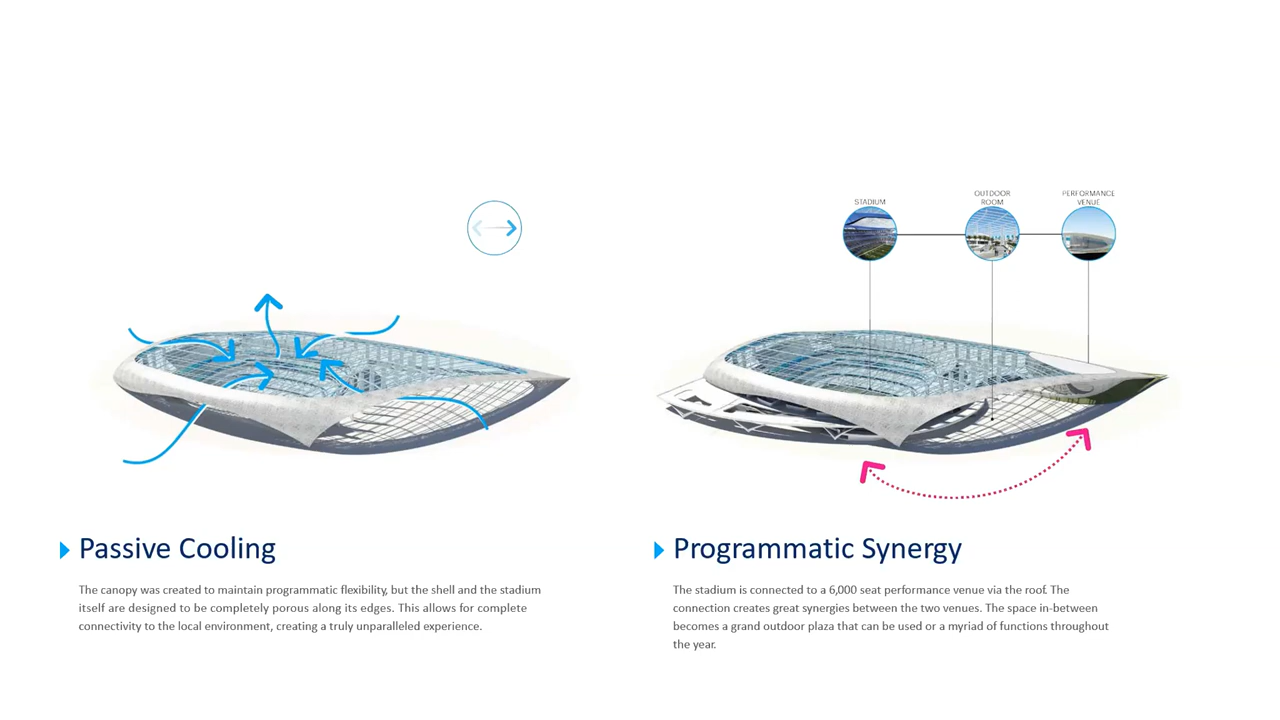 STADIUM
OUTDOOR
ROOM
PERFORMANCE
VENUE
Passive Cooling
The canopy was created to maintain programmatic flexibility, but the shell and the stadium
itself are designed to be completely porous along its edges. This allows for complete
connectivity to the local environment, creating a truly unparalleled experience.
Programmatic Synergy
The stadium is connected to a 6,000 seat performance venue via the roof. The
connection creates great synergies between the two venues. The space in-between
becomes a grand outdoor plaza that can be used or a myriad of functions throughout
the year.